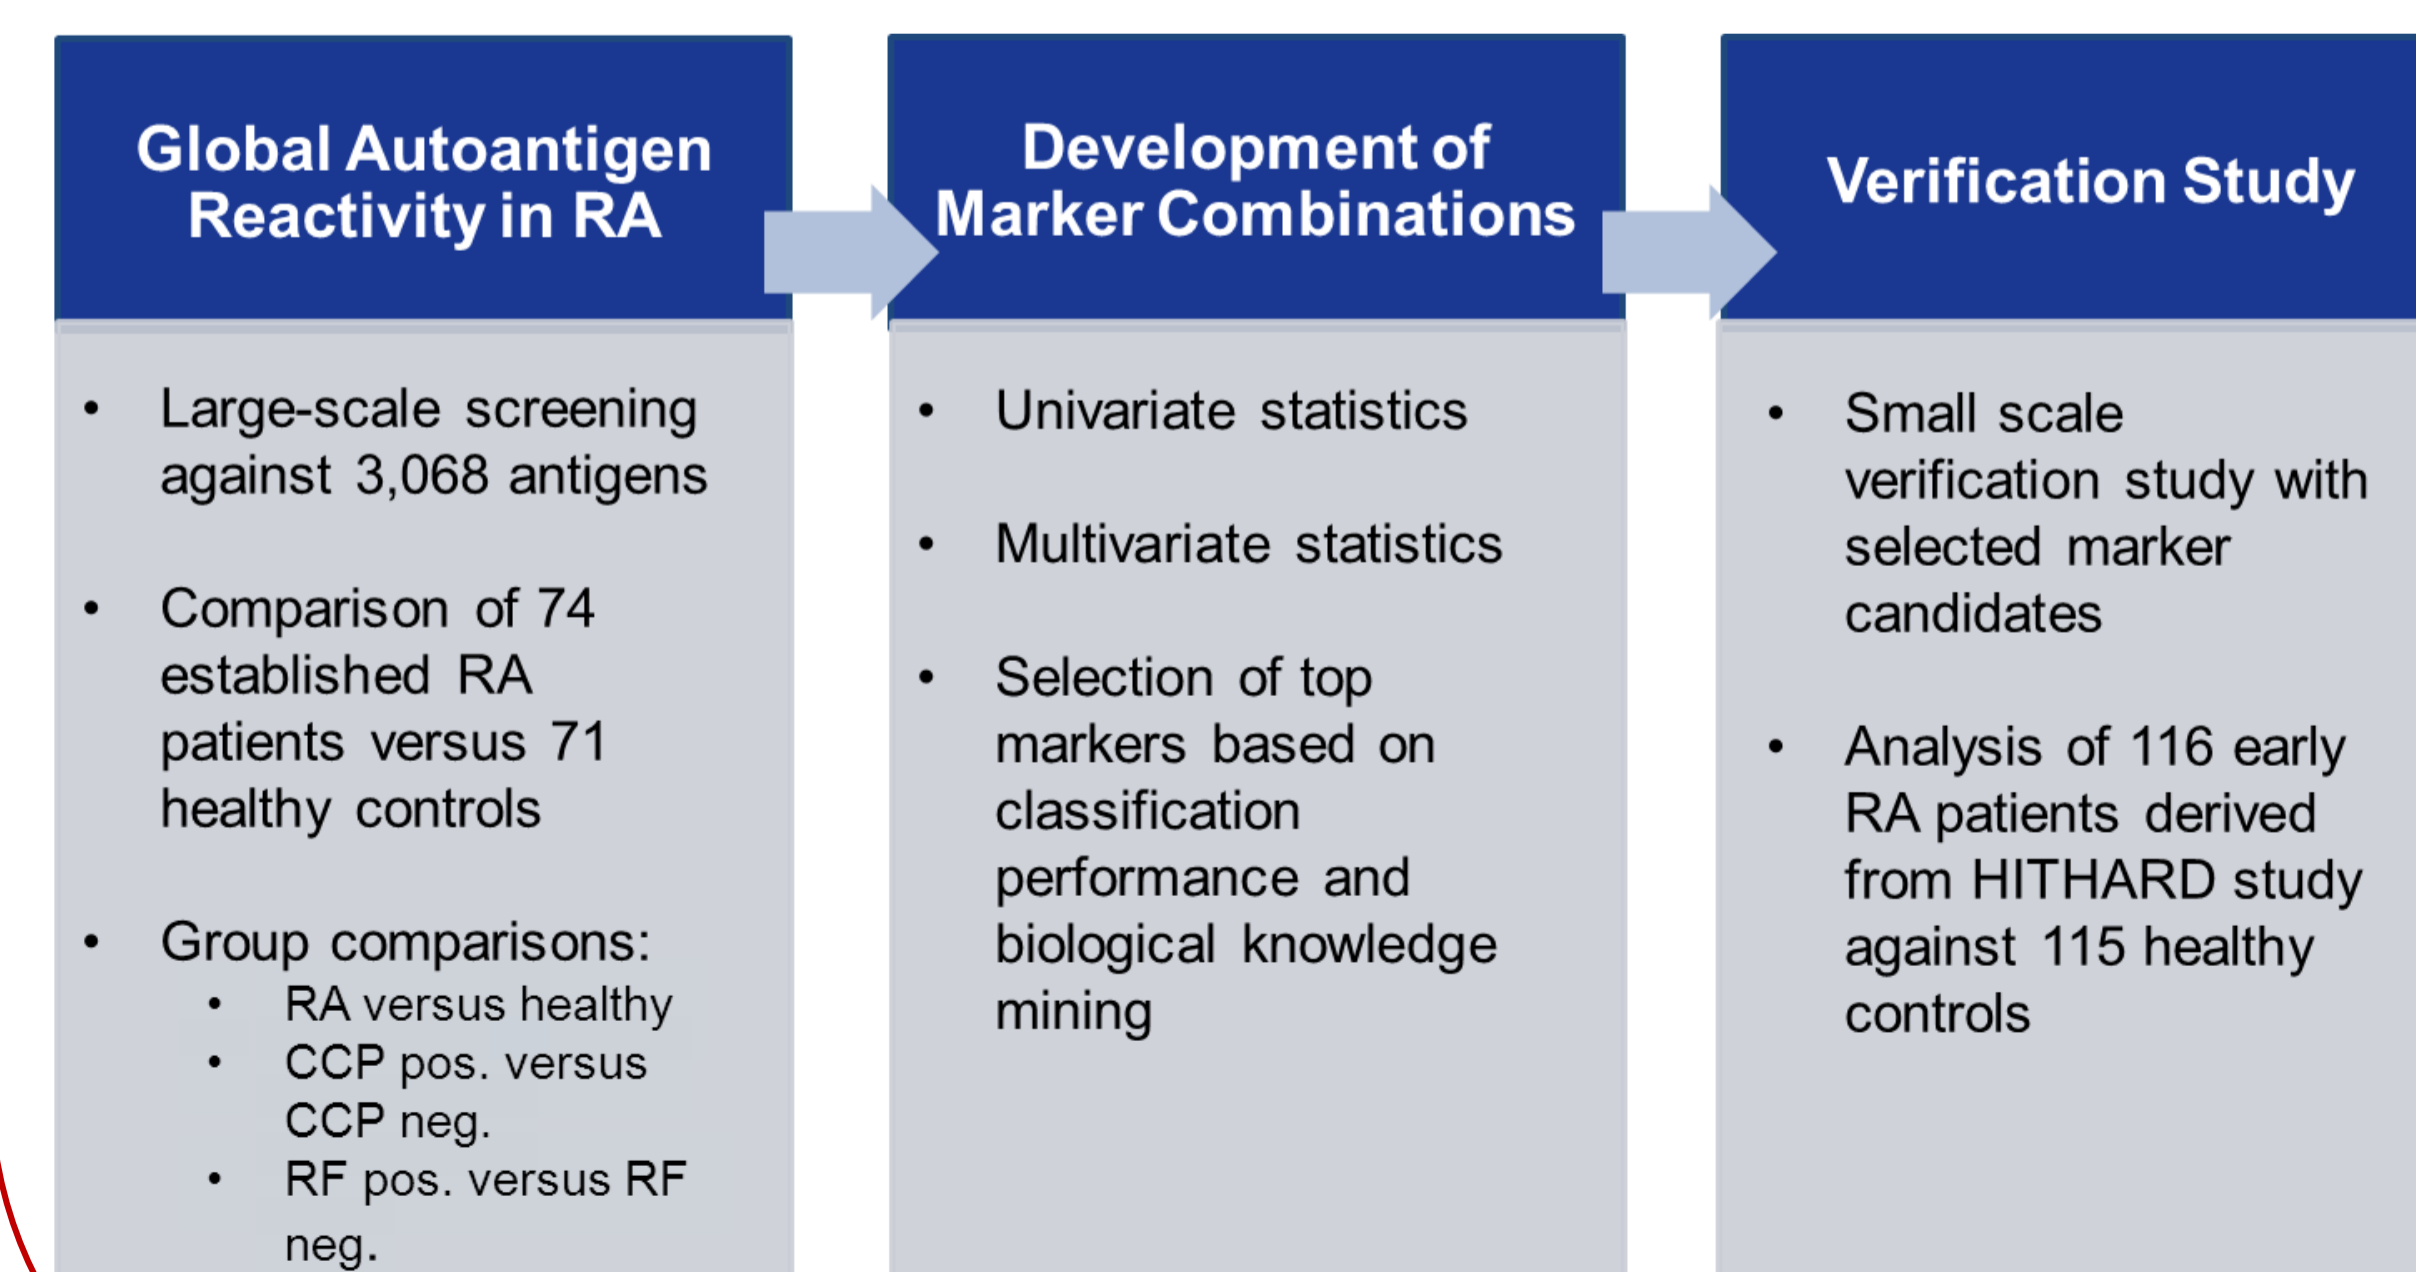 Global Autoantigen
Reactivity in RA
• Large-scale screening
against 3,068 antigens
• Comparison of 74
established RA
patients versus 71
healthy controls
• Group comparisons:
• RA versus healthy
• CCP pos. versus
CCP neg.
• RF pos. versus RF
neg.
Development of
Marker Combinations
• Univariate statistics
• Multivariate statistics
• Selection of top
markers based on
classification
performance and
biological knowledge
mining
Verification Study
• Small scale
verification study with
selected marker
candidates
• Analysis of 116 early
RA patients derived
from HITHARD study
against 115 healthy
controls